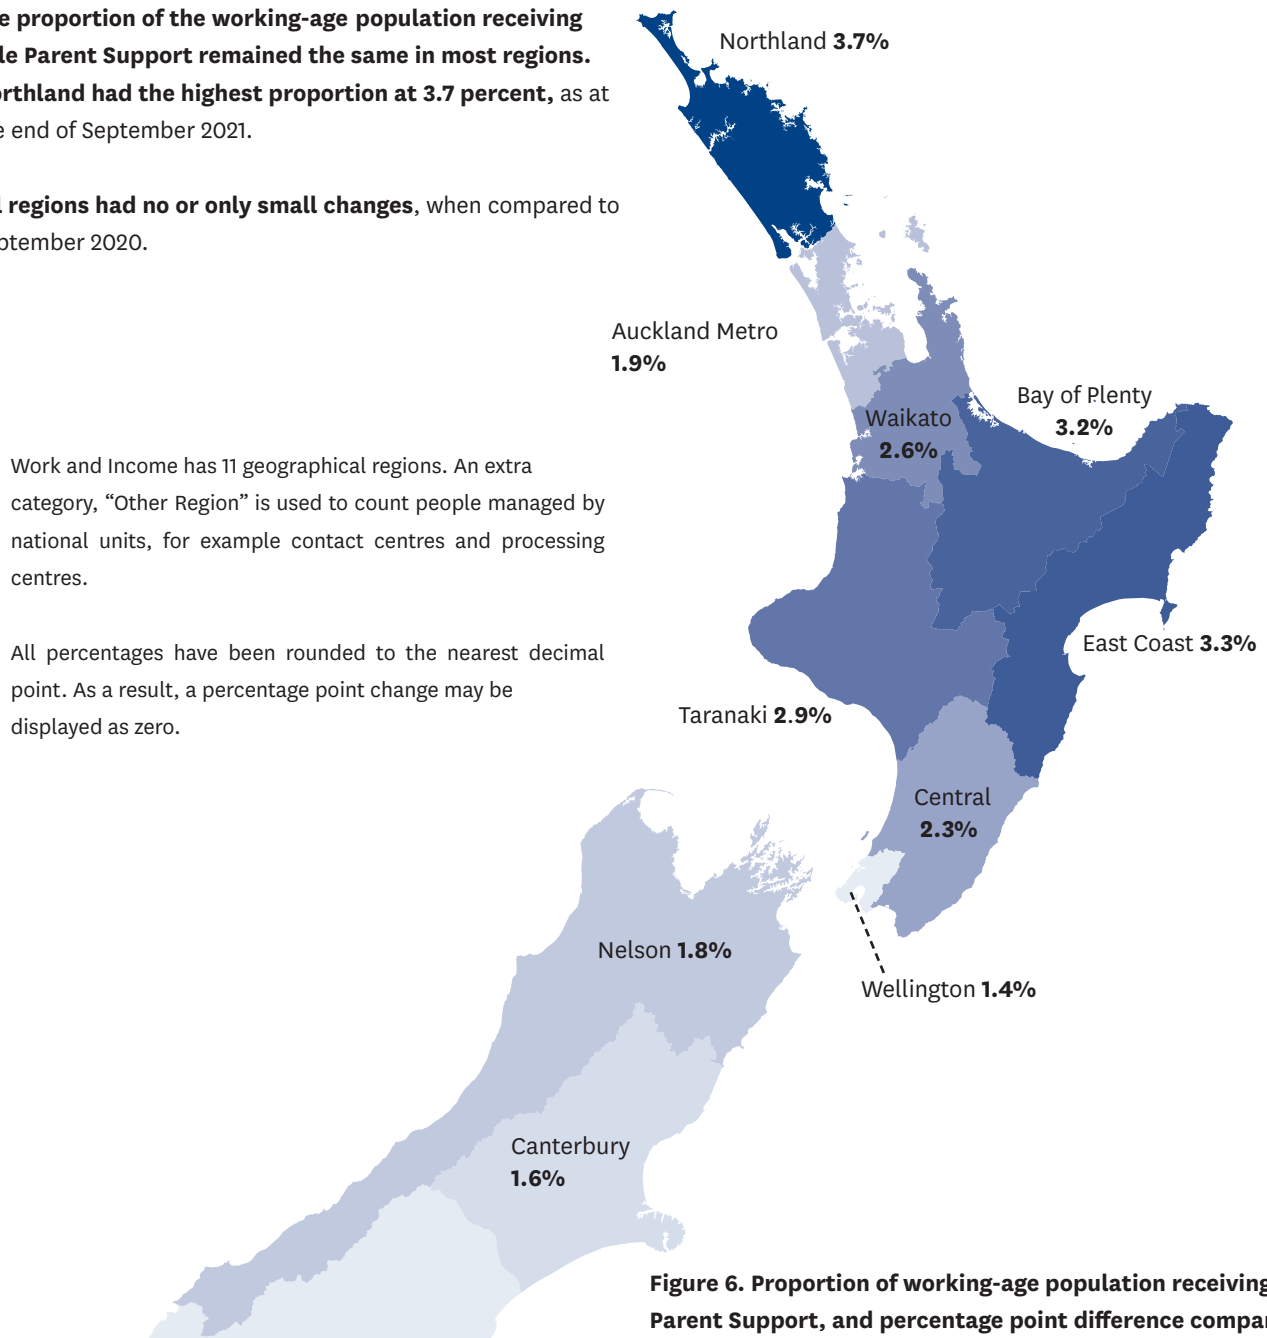 proportion of the working-age population receiving
Parent Support remained the same in most regions.
had the highest proportion at 3.7 percent, as at
end of September 2021.
regions had no or only small changes, when compared to
2020.
Northland 3.7%
Auckland Metro
1.9%
Waikato
2.6%
Bay of Plenty
3.2%
Work and Income has 11 geographical regions. An extra
category, “Other Region” is used to count people managed by
national units, for example contact centres and processing
centres.
All percentages have been rounded to the nearest decimal
point. As a result, a percentage point change may be
displayed as zero.
East Coast 3.3%
Taranaki 2.9%
Central
2.3%
Nelson 1.8%
Wellington 1.4%
Canterbury
1.6%
Figure 6. Proportion of working-age population receiving
Parent Support, and percentage point difference